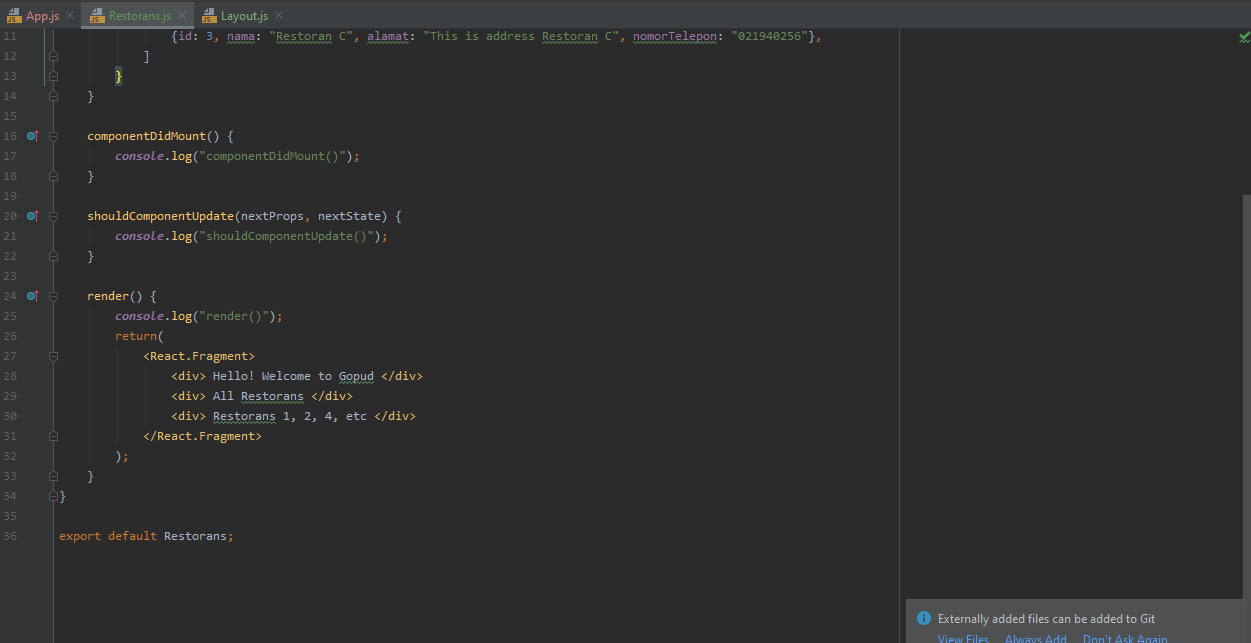 App.js Restorans.js Layout.js
11 {id: 3, nama: "Restoran C", alamat: "This is address Restoran C", nomorTelepon: "021940256"},
12 ]
13 }
14 }
15
16 componentDidMount() {
17 console.log("componentDidMount()");
18 }
19
20 shouldComponentUpdate(nextProps, nextState) {
21 console.log("shouldComponentUpdate()");
22 }
23
24 render() {
25 console.log("render()");
26 return(
27 <React.Fragment>
28 <div> Hello! Welcome to Gopud </div>
29 <div> All Restorans </div>
30 <div> Restorans 1, 2, 4, etc </div>
31 </React.Fragment>
32 );
33 }
34 }
35
36 export default Restorans;
Externally added files can be added to Git
View Files Always Add Don't Ask Again